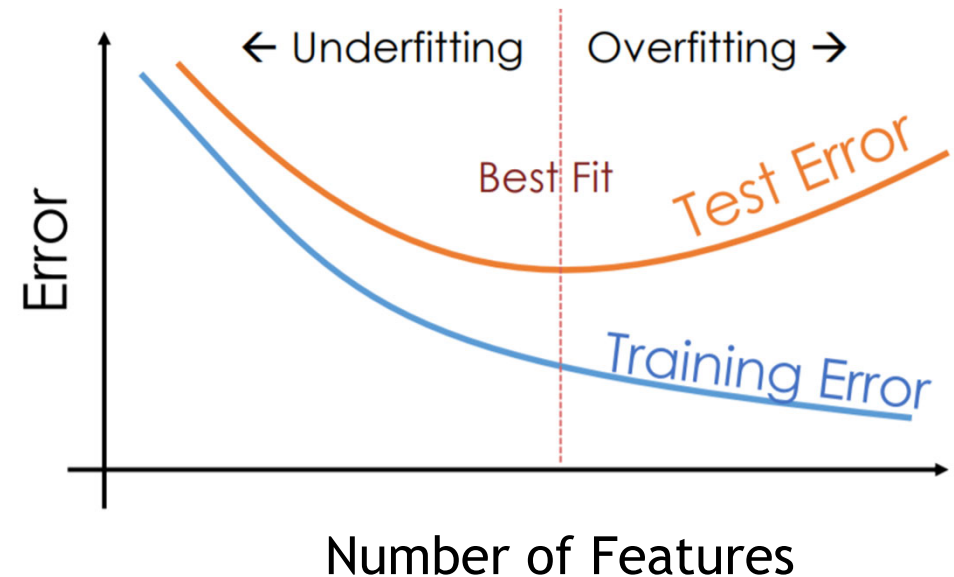 ← Underfitting
Overfitting →
Best Fit
Test Error
Error
Training Error
Number of Features